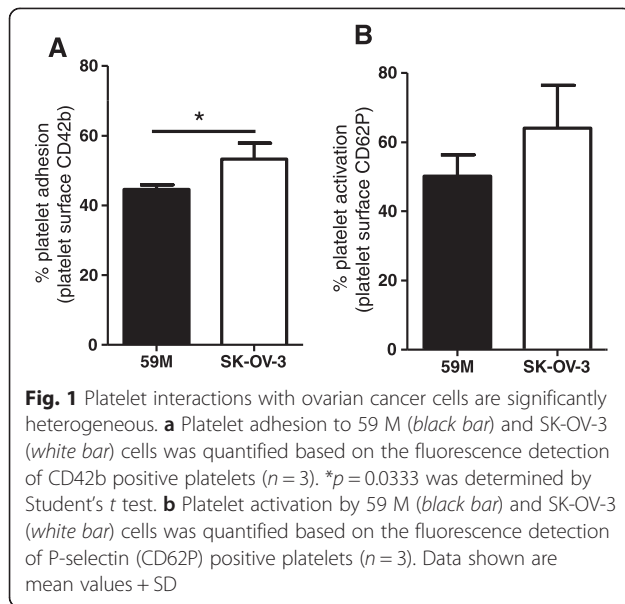 A
B
*
% platelet adhesion
(platelet surface CD42b)
80
60
40
20
0
59M
SK-OV-3
% platelet activation
(platelet surface CD62P)
80
60
40
20
0
59M
SK-OV-3
Fig. 1 Platelet interactions with ovarian cancer cells are significantly
heterogeneous. a Platelet adhesion to 59 M (black bar) and SK-OV-3
(white bar) cells was quantified based on the fluorescence detection
of CD42b positive platelets (n = 3). *p = 0.0333 was determined by
Student's t test. b Platelet activation by 59 M (black bar) and SK-OV-3
(white bar) cells was quantified based on the fluorescence detection
of P-selectin (CD62P) positive platelets (n = 3). Data shown are
mean values + SD